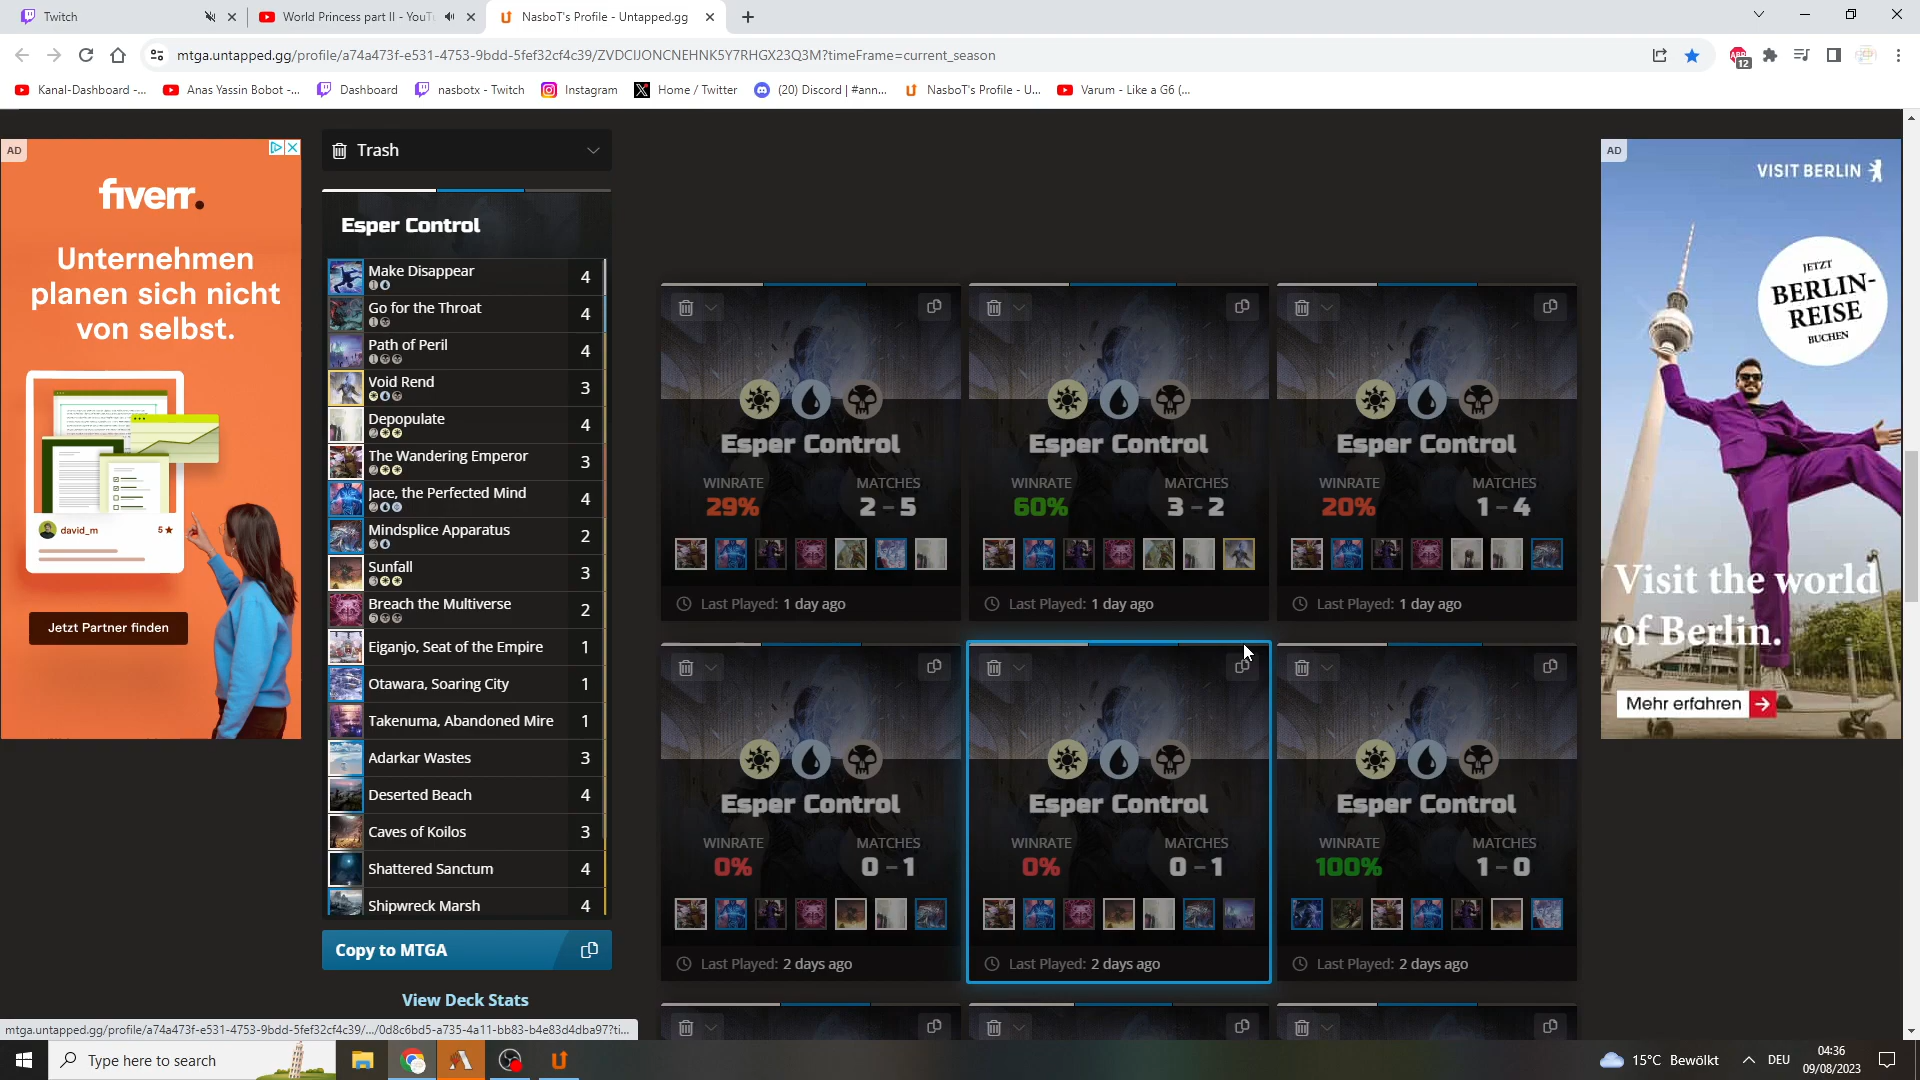 Twitch
World Princess part II - YouTu
NasboT's Profile - Untapped.gg
mtga.untapped.gg/profile/a74a473f-e531-4753-9bdd-5fef32cf4c39/ZVDCIJONCNEHNK5Y7RHGX23Q3M?timeFrame=current_season
ABP
12
Kanal-Dashboard -...
Anas Yassin Bobot -...
Dashboard
nasbotx - Twitch
Instagram
Home / Twitter
(20) Discord | #ann...
NasboT's Profile - U...
Varum - Like a G6 (...
AD
fiverr.
Unternehmen
planen sich nicht
von selbst.
david_m
5★
Jetzt Partner finden
Trash
Esper Control
Make Disappear 4
Go for the Throat 4
Path of Peril 4
Void Rend 3
Depopulate 4
The Wandering Emperor 3
Jace, the Perfected Mind 4
Mindsplice Apparatus 2
Sunfall 3
Breach the Multiverse 2
Eiganjo, Seat of the Empire 1
Otawara, Soaring City 1
Takenuma, Abandoned Mire 1
Adarkar Wastes 3
Deserted Beach 4
Caves of Koilos 3
Shattered Sanctum 4
Shipwreck Marsh 4
Copy to MTGA
View Deck Stats
Esper Control
WINRATE MATCHES
29% 2 – 5
Last Played: 1 day ago
Esper Control
WINRATE MATCHES
60% 3 – 2
Last Played: 1 day ago
Esper Control
WINRATE MATCHES
20% 1 – 4
Last Played: 1 day ago
Esper Control
WINRATE MATCHES
0% 0 – 1
Last Played: 2 days ago
Esper Control
WINRATE MATCHES
0% 0 – 1
Last Played: 2 days ago
Esper Control
WINRATE MATCHES
100% 1 – 0
Last Played: 2 days ago
AD
VISIT BERLIN
JETZT
BERLIN-
REISE
BUCHEN
Visit the world
of Berlin.
Mehr erfahren
mtga.untapped.gg/profile/a74a473f-e531-4753-9bdd-5fef32cf4c39/.../0d8c6bd5-a735-4a11-bb83-b4e83d4dba97?ti...
Type here to search
15°C Bewölkt
DEU
04:36
09/08/2023